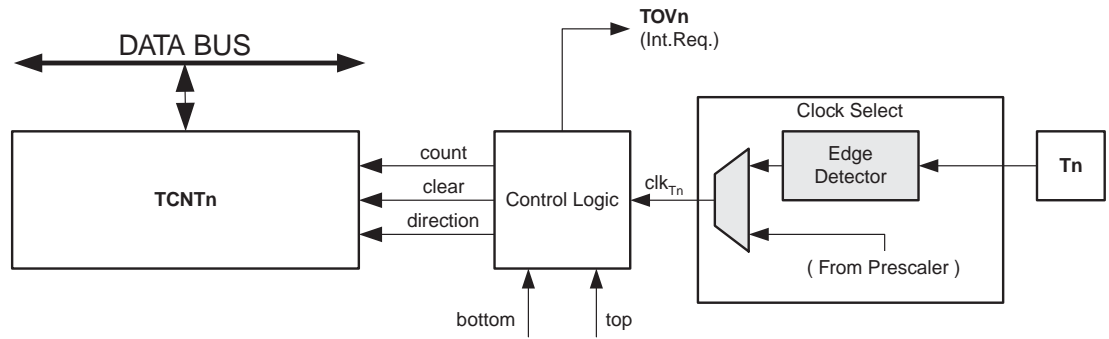 TOVn
(Int.Req.)
DATA BUS
Clock Select
TCNTn
count
clear
direction
Control Logic
clkTn
Edge
Detector
Tn
( From Prescaler )
bottom
top